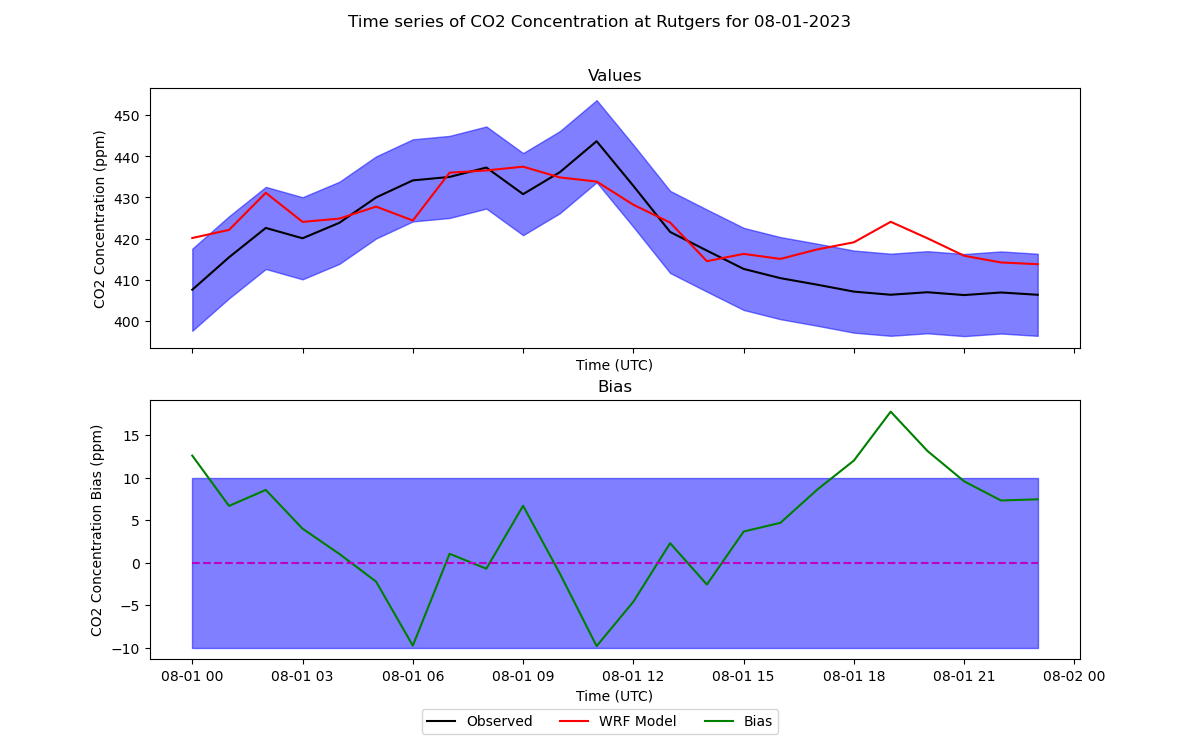 Time series of CO2 Concentration at Rutgers for 08-01-2023
Values
CO2 Concentration (ppm)
450
440
430
420
410
400
Time (UTC)
Bias
CO2 Concentration Bias (ppm)
15
10
5
0
−5
−10
08-01 00 08-01 03 08-01 06 08-01 09 08-01 12 08-01 15 08-01 18 08-01 21 08-02 00
Time (UTC)
Observed WRF Model Bias